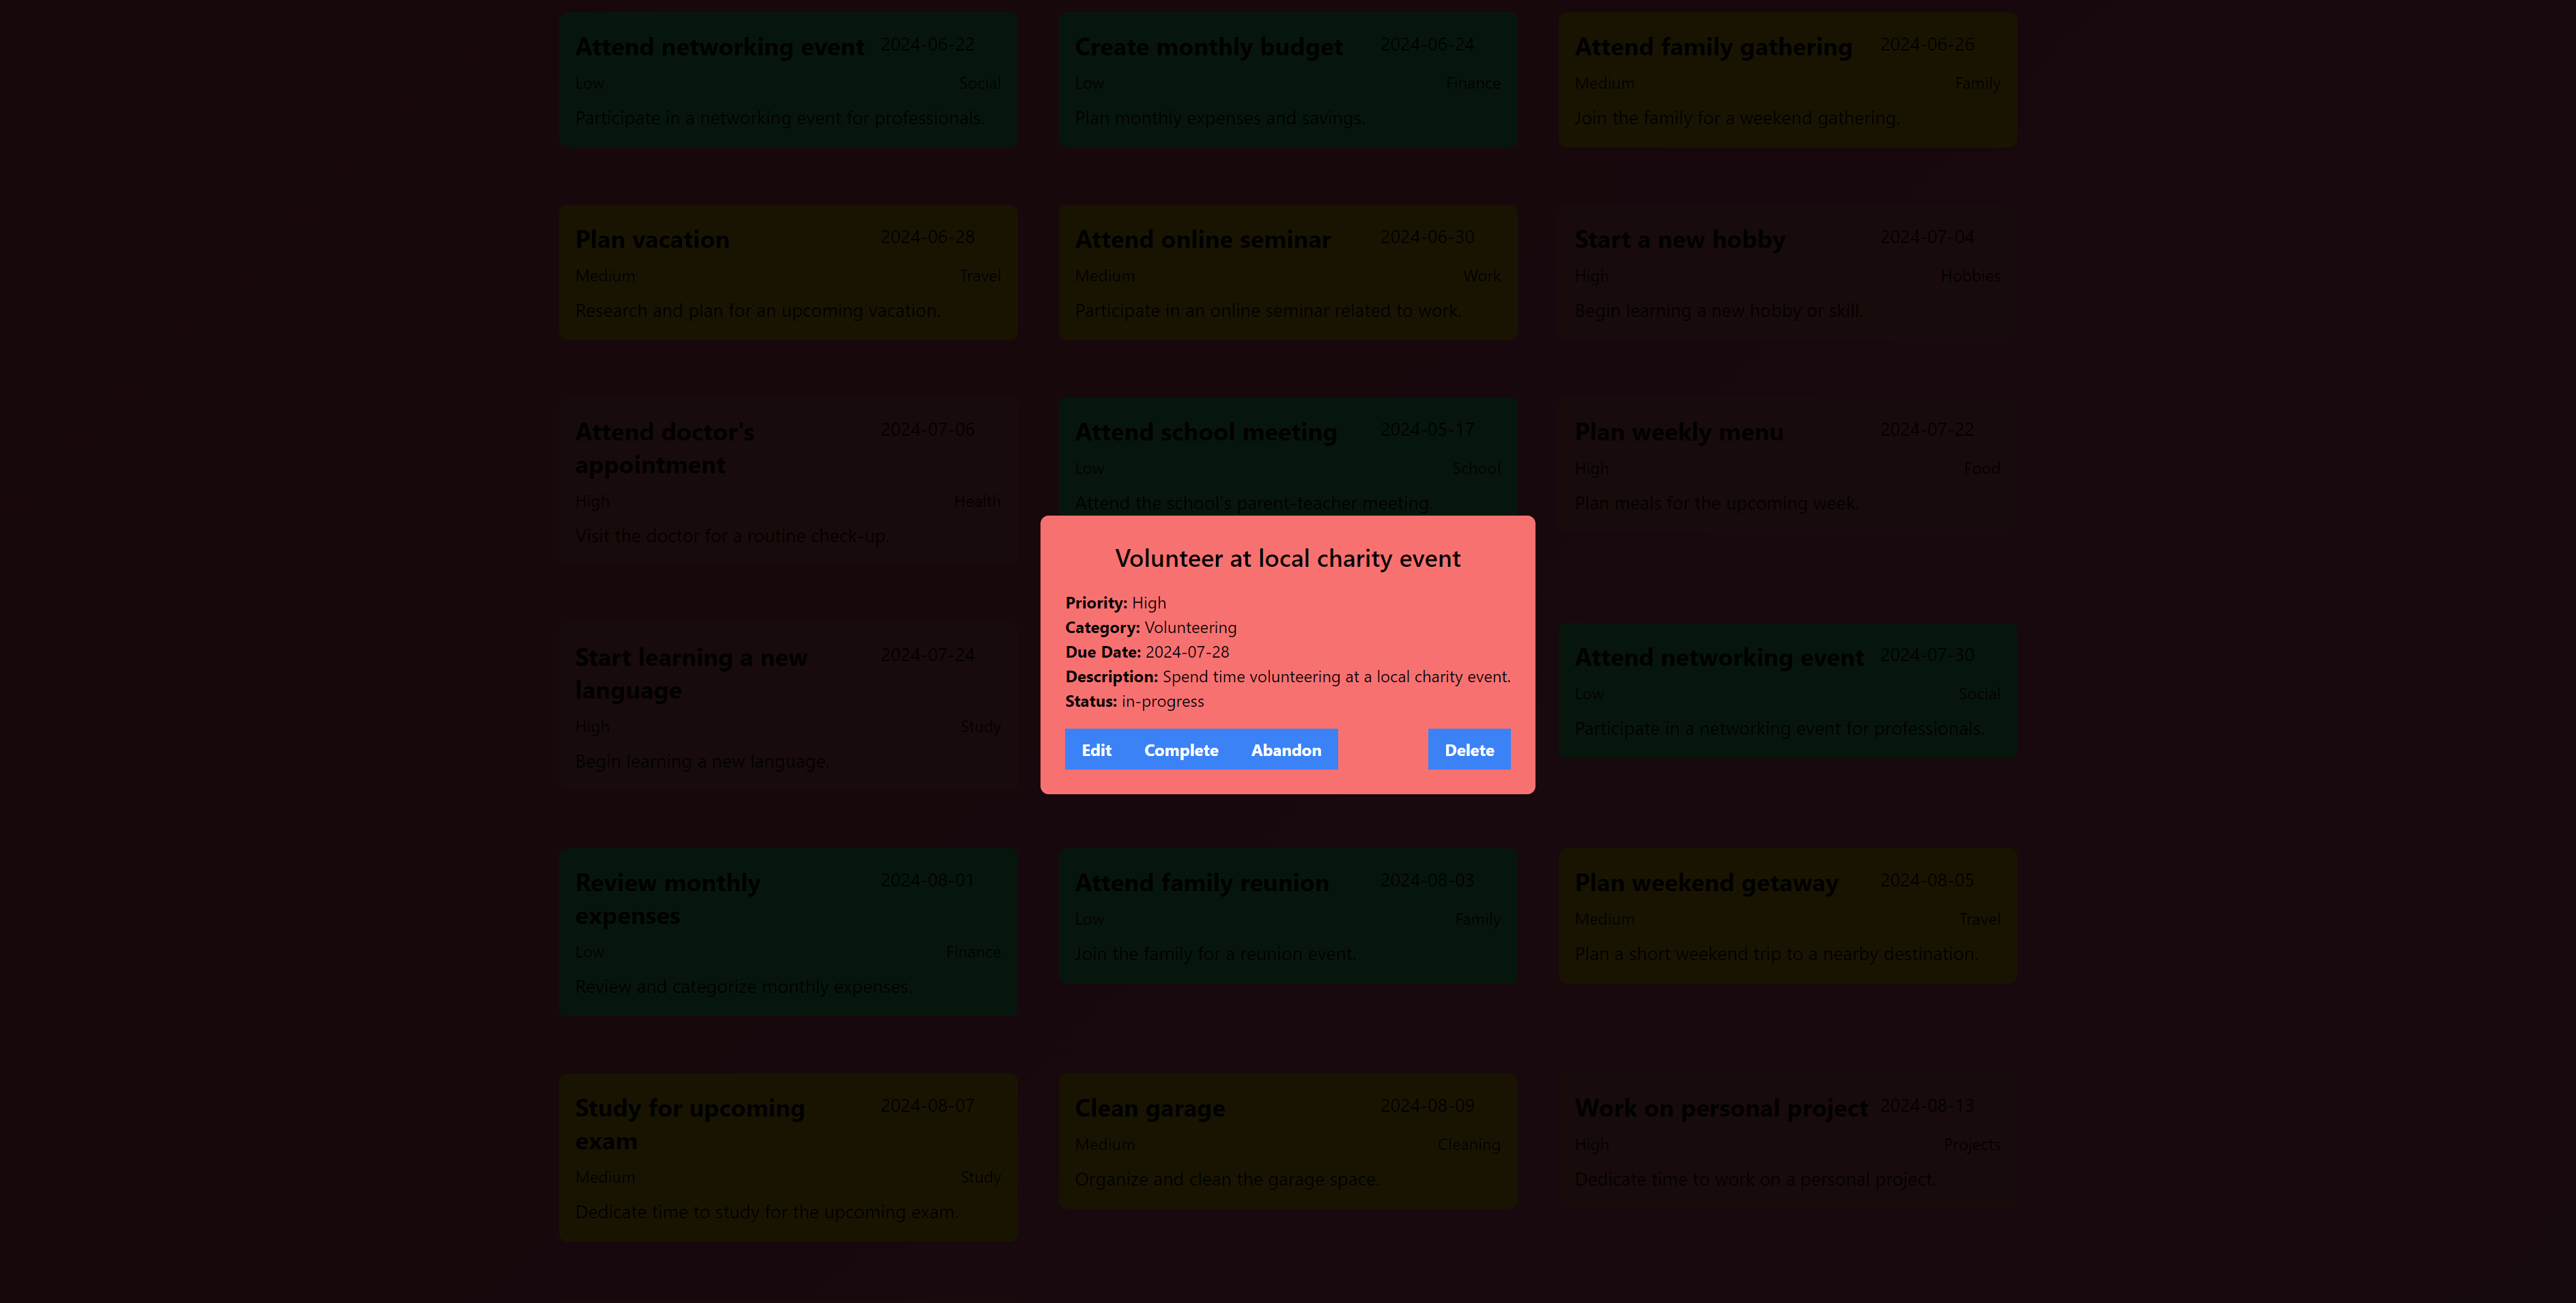 Attend networking event 2024-06-22
Low Social
Participate in a networking event for professionals.
Create monthly budget 2024-06-24
Low Finance
Plan monthly expenses and savings.
Attend family gathering 2024-06-26
Medium Family
Join the family for a weekend gathering.
Plan vacation 2024-06-28
Medium Travel
Research and plan for an upcoming vacation.
Attend online seminar 2024-06-30
Medium Work
Participate in an online seminar related to work.
Start a new hobby 2024-07-04
High Hobbies
Begin learning a new hobby or skill.
Attend doctor's 2024-07-06
appointment
High Health
Visit the doctor for a routine check-up.
Attend school meeting 2024-05-17
Low School
Attend the school's parent-teacher meeting.
Plan weekly menu 2024-07-22
High Food
Plan meals for the upcoming week.
Start learning a new 2024-07-24
language
High Study
Begin learning a new language.
Volunteer at local charity event
Priority: High
Category: Volunteering
Due Date: 2024-07-28
Description: Spend time volunteering at a local charity event.
Status: in-progress
Edit Complete Abandon Delete
Attend networking event 2024-07-30
Low Social
Participate in a networking event for professionals.
Review monthly 2024-08-01
expenses
Low Finance
Review and categorize monthly expenses.
Attend family reunion 2024-08-03
Low Family
Join the family for a reunion event.
Plan weekend getaway 2024-08-05
Medium Travel
Plan a short weekend trip to a nearby destination.
Study for upcoming 2024-08-07
exam
Medium Study
Dedicate time to study for the upcoming exam.
Clean garage 2024-08-09
Medium Cleaning
Organize and clean the garage space.
Work on personal project 2024-08-13
High Projects
Dedicate time to work on a personal project.